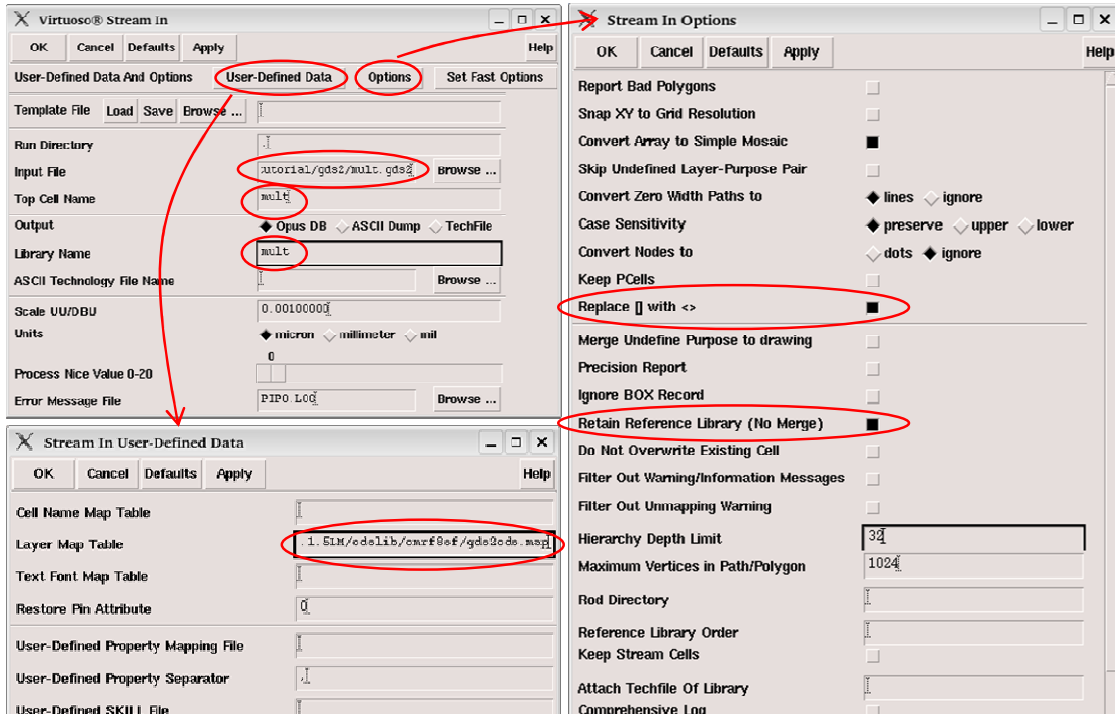 Virtuoso® Stream In
OK Cancel Defaults Apply Help
User-Defined Data And Options User-Defined Data Options Set Fast Options
Template File Load Save Browse ...
Run Directory .
Input File utorial/gds2/mult.gds2 Browse ...
Top Cell Name mult
Output Opus DB ASCII Dump TechFile
Library Name mult
ASCII Technology File Name Browse ...
Scale UU/DBU 0.00100000
Units micron millimeter mil
0
Process Nice Value 0-20
Error Message File PIPO.LOG Browse ...
Stream In User-Defined Data
OK Cancel Defaults Apply Help
Cell Name Map Table
Layer Map Table .1.5LM/cdslib/cmrf8sf/gds2cds.map
Text Font Map Table
Restore Pin Attribute 0
User-Defined Property Mapping File
User-Defined Property Separator ,
User-Defined SKILL File
Stream In Options
OK Cancel Defaults Apply Help
Report Bad Polygons
Snap XY to Grid Resolution
Convert Array to Simple Mosaic
Skip Undefined Layer-Purpose Pair
Convert Zero Width Paths to lines ignore
Case Sensitivity preserve upper lower
Convert Nodes to dots ignore
Keep PCells
Replace [] with <>
Merge Undefine Purpose to drawing
Precision Report
Ignore BOX Record
Retain Reference Library (No Merge)
Do Not Overwrite Existing Cell
Filter Out Warning/Information Messages
Filter Out Unmapping Warning
Hierarchy Depth Limit 32
Maximum Vertices in Path/Polygon 1024
Rod Directory
Reference Library Order
Keep Stream Cells
Attach Techfile Of Library
Comprehensive Log